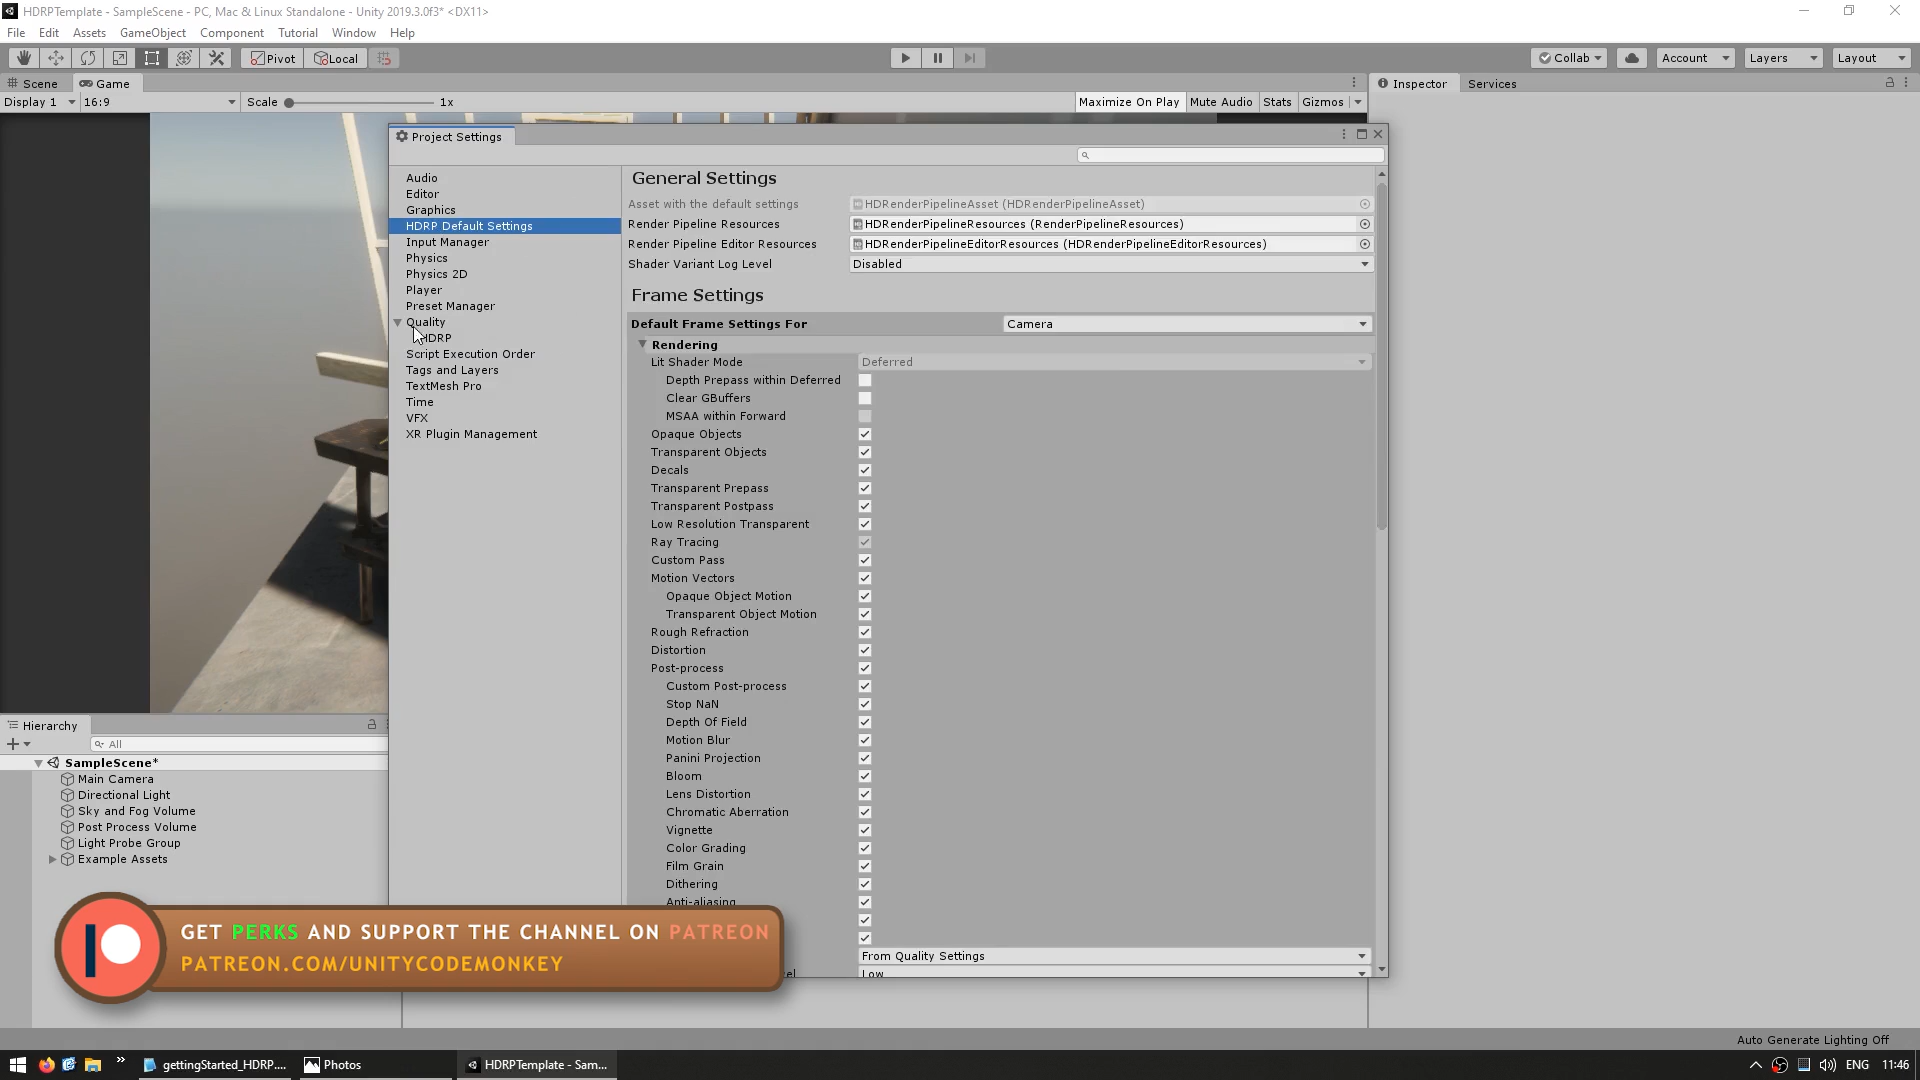 HDRPTemplate - SampleScene - PC, Mac & Linux Standalone - Unity 2019.3.0f3* <DX11>
File Edit Assets GameObject Component Tutorial Window Help
Pivot Local Collab Account Layers Layout
Scene Game Inspector Services
Display 1 16:9 Scale 1x Maximize On Play Mute Audio Stats Gizmos
Project Settings
Audio
Editor
Graphics
HDRP Default Settings
Input Manager
Physics
Physics 2D
Player
Preset Manager
Quality
HDRP
Script Execution Order
Tags and Layers
TextMesh Pro
Time
VFX
XR Plugin Management
General Settings
Asset with the default settings HDRenderPipelineAsset (HDRenderPipelineAsset)
Render Pipeline Resources HDRenderPipelineResources (RenderPipelineResources)
Render Pipeline Editor Resources HDRenderPipelineEditorResources (HDRenderPipelineEditorResources)
Shader Variant Log Level Disabled
Frame Settings
Default Frame Settings For Camera
Rendering
Lit Shader Mode Deferred
Depth Prepass within Deferred
Clear GBuffers
MSAA within Forward
Opaque Objects
Transparent Objects
Decals
Transparent Prepass
Transparent Postpass
Low Resolution Transparent
Ray Tracing
Custom Pass
Motion Vectors
Opaque Object Motion
Transparent Object Motion
Rough Refraction
Distortion
Post-process
Custom Post-process
Stop NaN
Depth Of Field
Motion Blur
Panini Projection
Bloom
Lens Distortion
Chromatic Aberration
Vignette
Color Grading
Film Grain
Dithering
Anti-aliasing
From Quality Settings
Low
Hierarchy
All
SampleScene*
Main Camera
Directional Light
Sky and Fog Volume
Post Process Volume
Light Probe Group
Example Assets
GET PERKS AND SUPPORT THE CHANNEL ON PATREON
PATREON.COM/UNITYCODEMONKEY
Auto Generate Lighting Off
gettingStarted_HDRP.... Photos HDRPTemplate - Sam... ENG 11:46